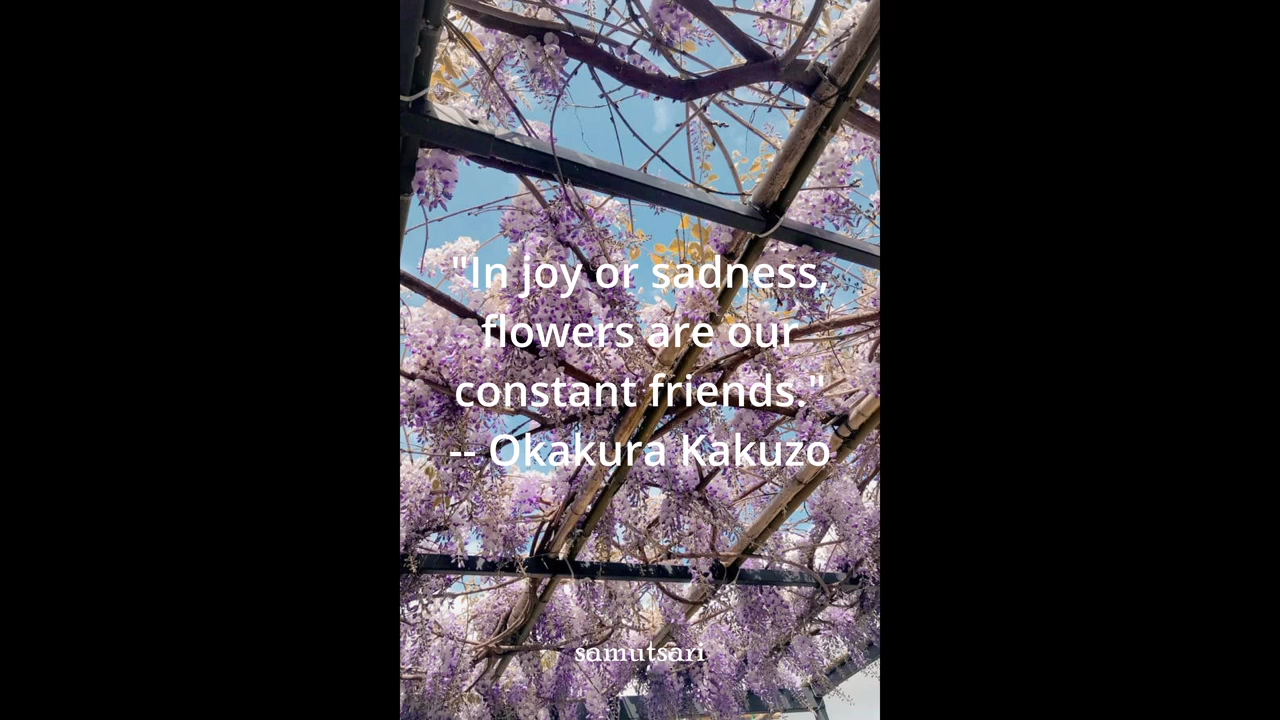 "In joy or sadness,
flowers are our
constant friends."
-- Okakura Kakuzo
samutsari